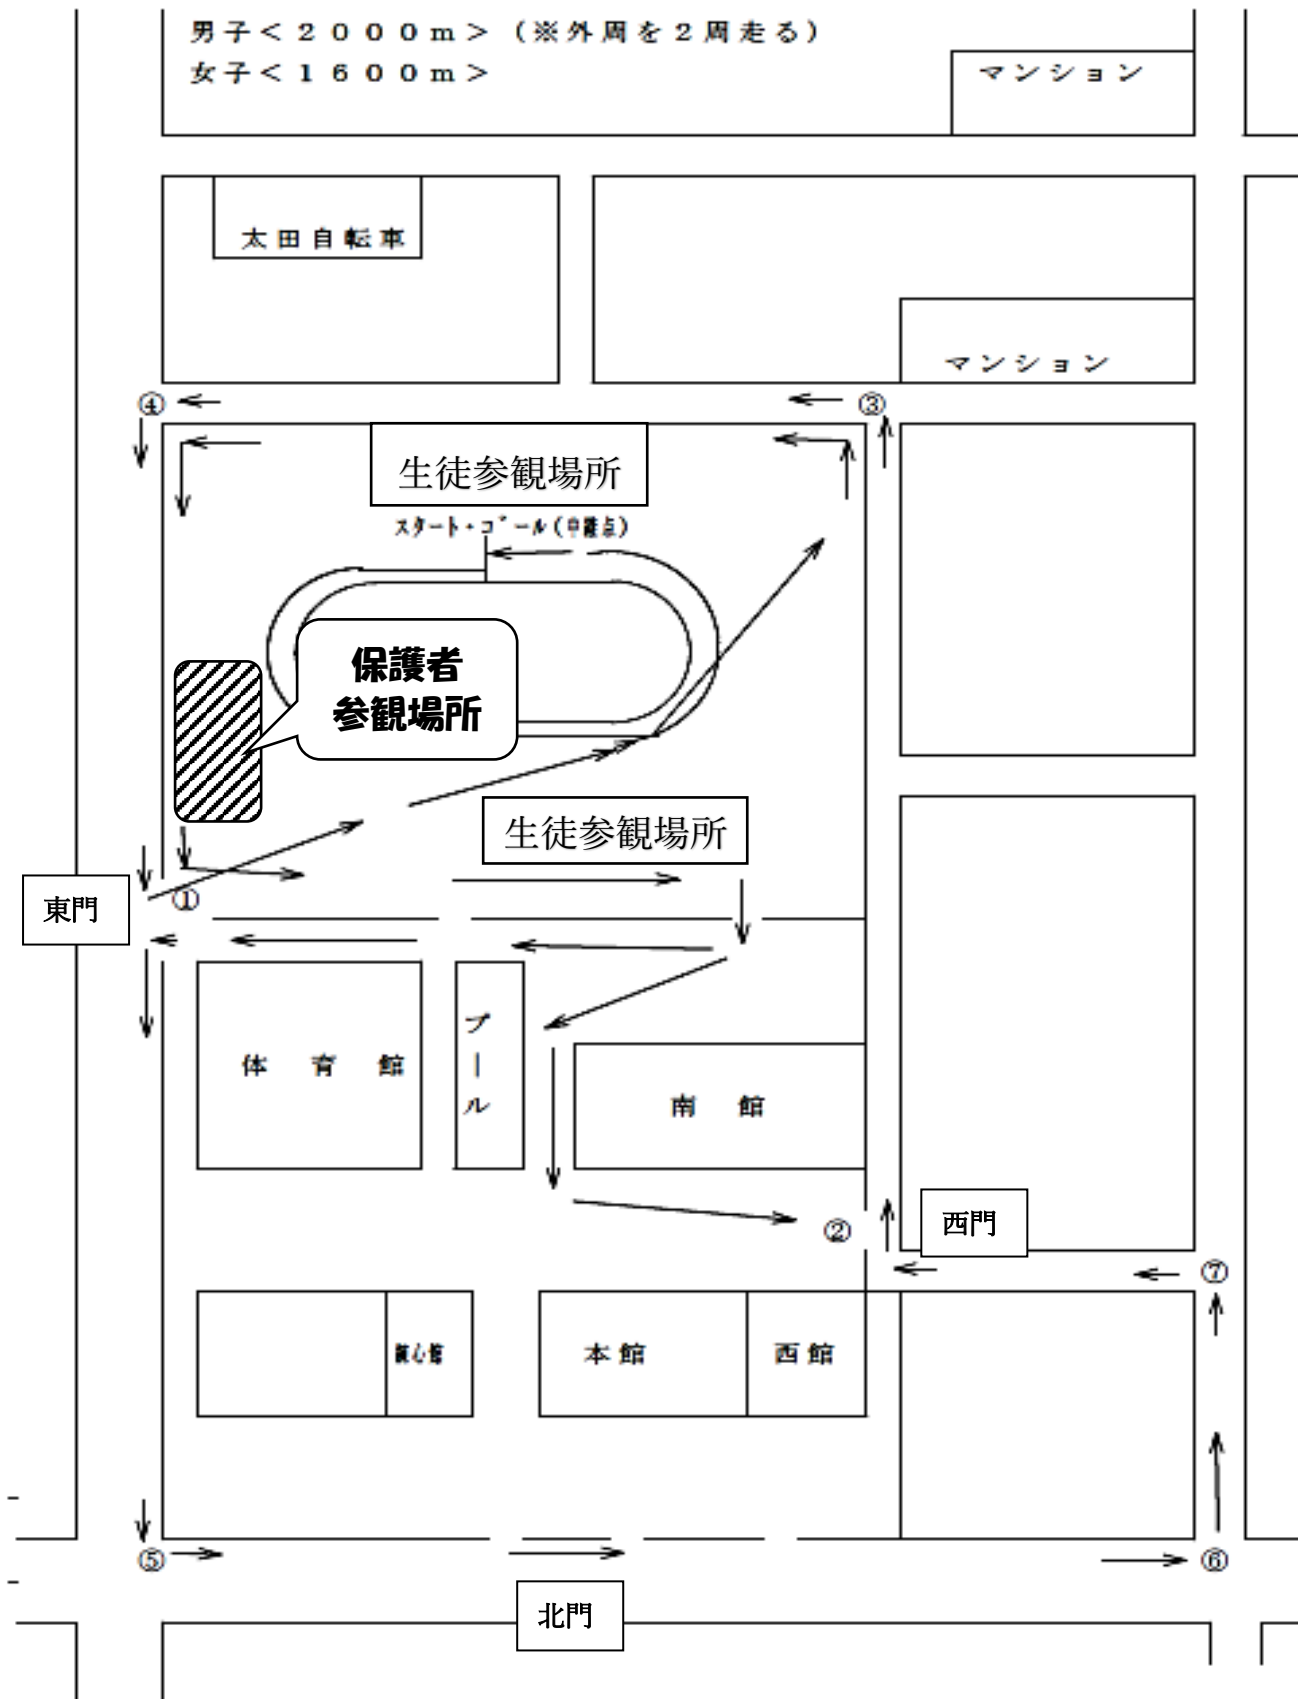 男子＜２０００ｍ＞（※外周を２周走る）
女子＜１６００ｍ＞
マンション
太田自転車
マンション
④
③
生徒参観場所
スタート・ゴール(中継点)
保護者
参観場所
生徒参観場所
東門
①
体育館
プール
南館
②
西門
⑦
本館
西館
⑤
⑥
北門